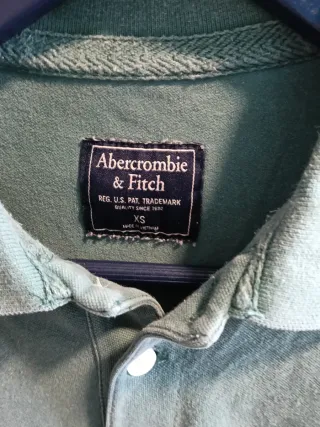 Abercrombie
& Fitch
REG. U.S. PAT. TRADEMARK
QUALITY SINCE 1892
XS
MADE IN VIETNAM